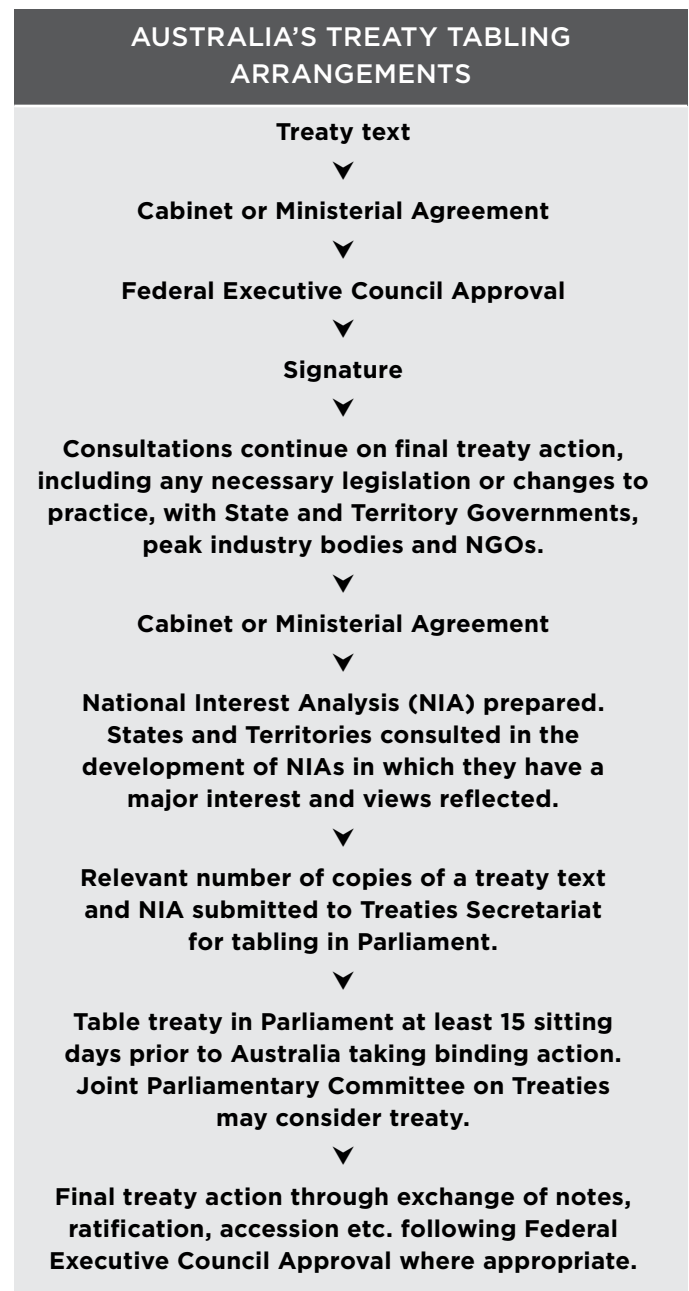 AUSTRALIA’S TREATY TABLING
ARRANGEMENTS
Treaty text
Cabinet or Ministerial Agreement
Federal Executive Council Approval
Signature
Consultations continue on final treaty action,
including any necessary legislation or changes to
practice, with State and Territory Governments,
peak industry bodies and NGOs.
Cabinet or Ministerial Agreement
National Interest Analysis (NIA) prepared.
States and Territories consulted in the
development of NIAs in which they have a
major interest and views reflected.
Relevant number of copies of a treaty text
and NIA submitted to Treaties Secretariat
for tabling in Parliament.
Table treaty in Parliament at least 15 sitting
days prior to Australia taking binding action.
Joint Parliamentary Committee on Treaties
may consider treaty.
Final treaty action through exchange of notes,
ratification, accession etc. following Federal
Executive Council Approval where appropriate.